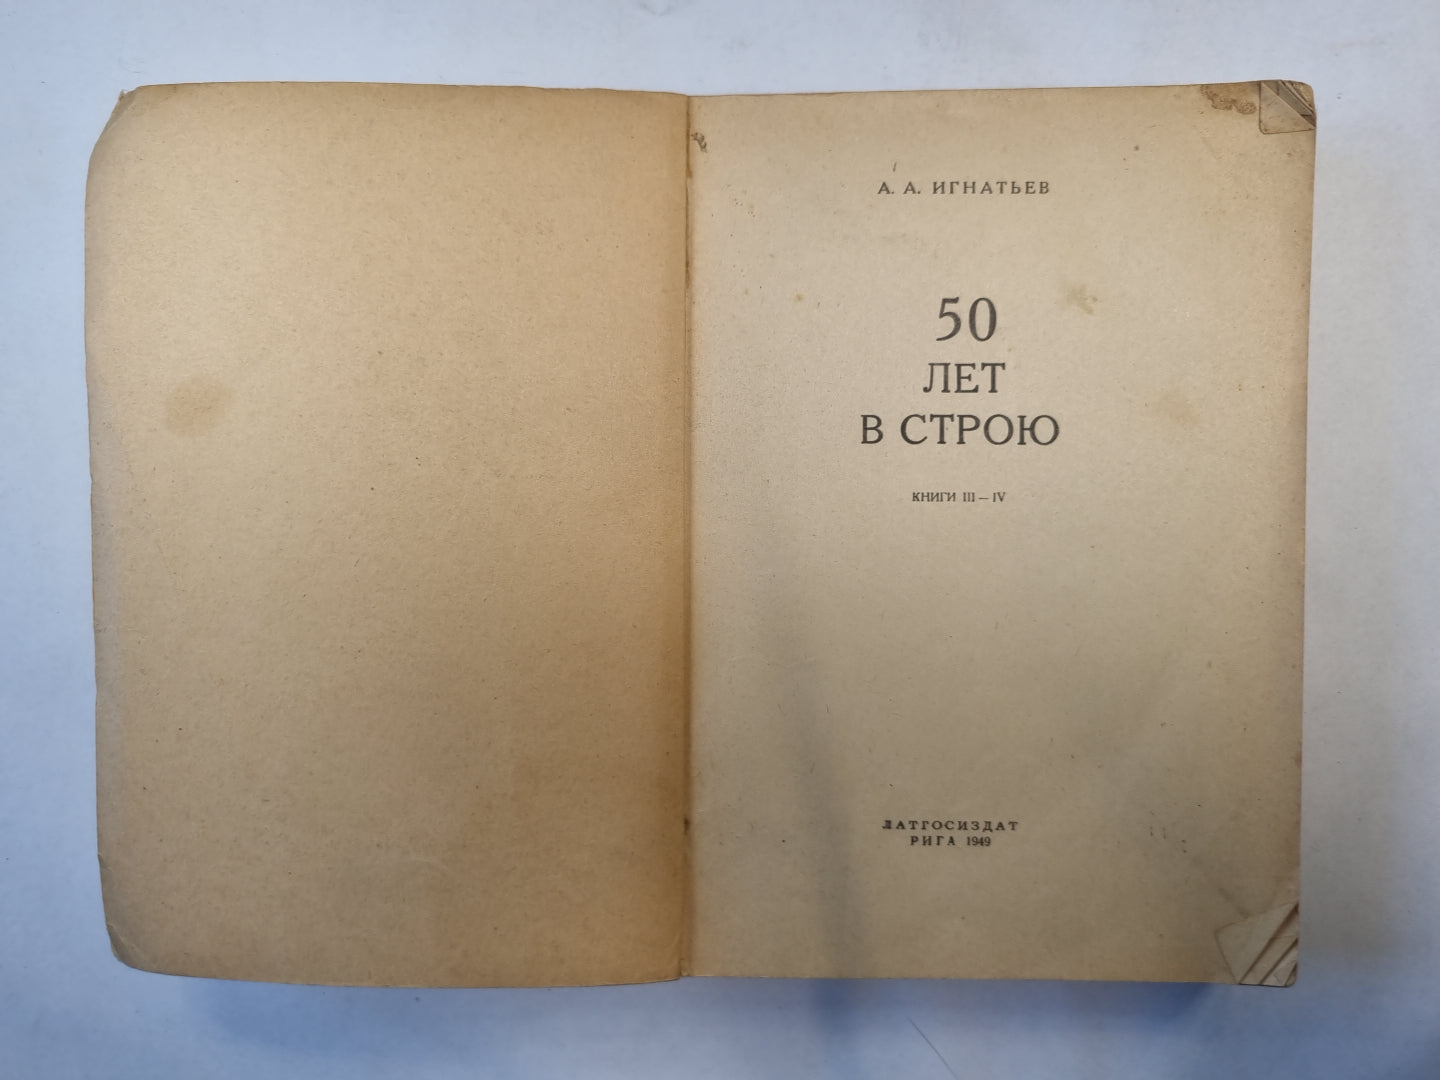 А. А. ИГНАТЬЕВ
50
ЛЕТ
В СТРОЮ
КНИГИ III — IV
ЛАТГОСИЗДАТ
РИГА 1949